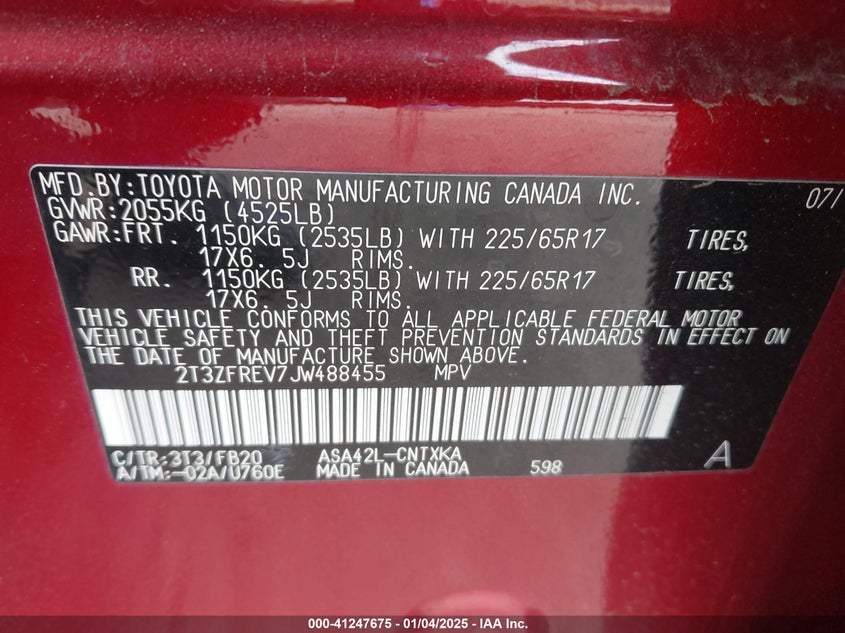 MFD.BY:TOYOTA MOTOR MANUFACTURING CANADA INC. 07/
GVWR:2055KG (4525LB)
GAWR:FRT. 1150KG (2535LB) WITH 225/65R17 TIRES,
17X6. 5J RIMS.
RR. 1150KG (2535LB) WITH 225/65R17 TIRES,
17X6. 5J RIMS.
THIS VEHICLE CONFORMS TO ALL APPLICABLE FEDERAL MOTOR
VEHICLE SAFETY AND THEFT PREVENTION STANDARDS IN EFFECT ON
THE DATE OF MANUFACTURE SHOWN ABOVE.
2T3ZFREV7JW488455 MPV
C/TR:3T3/FB20 ASA42L-CNTXKA
A/TM:-02A/U760E MADE IN CANADA 598 A
000-41247675 - 01/04/2025 - IAA Inc.